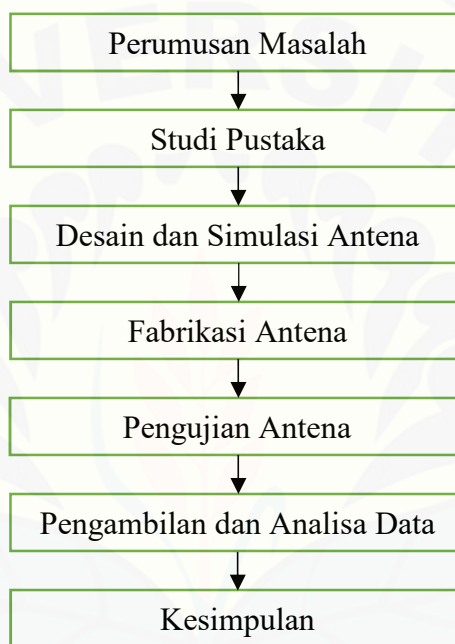 Perumusan Masalah
Studi Pustaka
Desain dan Simulasi Antena
Fabrikasi Antena
Pengujian Antena
Pengambilan dan Analisa Data
Kesimpulan